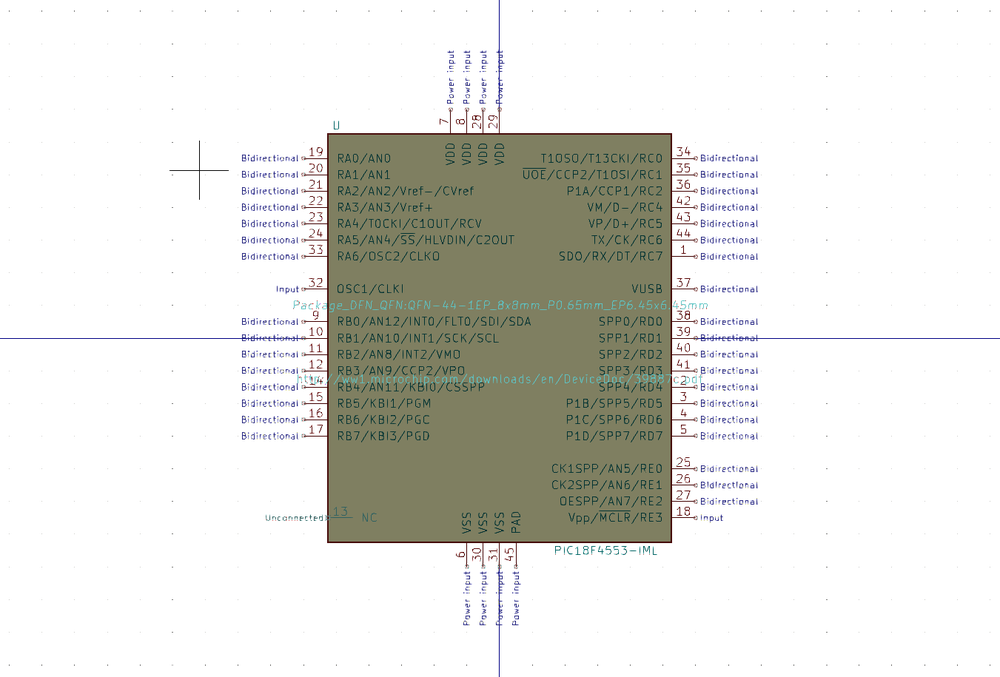 Power input Power input Power input Power input
7 8 28 29
U
VDD VDD VDD VDD
Bidirectional 19 RA0/AN0 T1OSO/T13CKI/RC0 34 Bidirectional
Bidirectional 20 RA1/AN1 UOE/CCP2/T1OSI/RC1 35 Bidirectional
Bidirectional 21 RA2/AN2/Vref-/CVref P1A/CCP1/RC2 36 Bidirectional
Bidirectional 22 RA3/AN3/Vref+ VM/D-/RC4 42 Bidirectional
Bidirectional 23 RA4/T0CKI/C1OUT/RCV VP/D+/RC5 43 Bidirectional
Bidirectional 24 RA5/AN4/SS/HLVDIN/C2OUT TX/CK/RC6 44 Bidirectional
Bidirectional 33 RA6/OSC2/CLKO SDO/RX/DT/RC7 1 Bidirectional
Input 32 OSC1/CLKI VUSB 37 Bidirectional
Package_DFN_QFN:QFN-44-1EP_8x8mm_P0.65mm_EP6.45x6.45mm
Bidirectional 9 RB0/AN12/INT0/FLT0/SDI/SDA SPP0/RD0 38 Bidirectional
Bidirectional 10 RB1/AN10/INT1/SCK/SCL SPP1/RD1 39 Bidirectional
Bidirectional 11 RB2/AN8/INT2/VMO SPP2/RD2 40 Bidirectional
Bidirectional 12 RB3/AN9/CCP2/VPO SPP3/RD3 41 Bidirectional
http://ww1.microchip.com/downloads/en/DeviceDoc/39887c.pdf
Bidirectional 14 RB4/AN11/KBI0/CSSPP SPP4/RD4 2 Bidirectional
Bidirectional 15 RB5/KBI1/PGM P1B/SPP5/RD5 3 Bidirectional
Bidirectional 16 RB6/KBI2/PGC P1C/SPP6/RD6 4 Bidirectional
Bidirectional 17 RB7/KBI3/PGD P1D/SPP7/RD7 5 Bidirectional
CK1SPP/AN5/RE0 25 Bidirectional
CK2SPP/AN6/RE1 26 Bidirectional
OESPP/AN7/RE2 27 Bidirectional
Unconnected 13 NC Vpp/MCLR/RE3 18 Input
VSS VSS VSS PAD
PIC18F4553-IML
6 30 31 45
Power input Power input Power input Power input